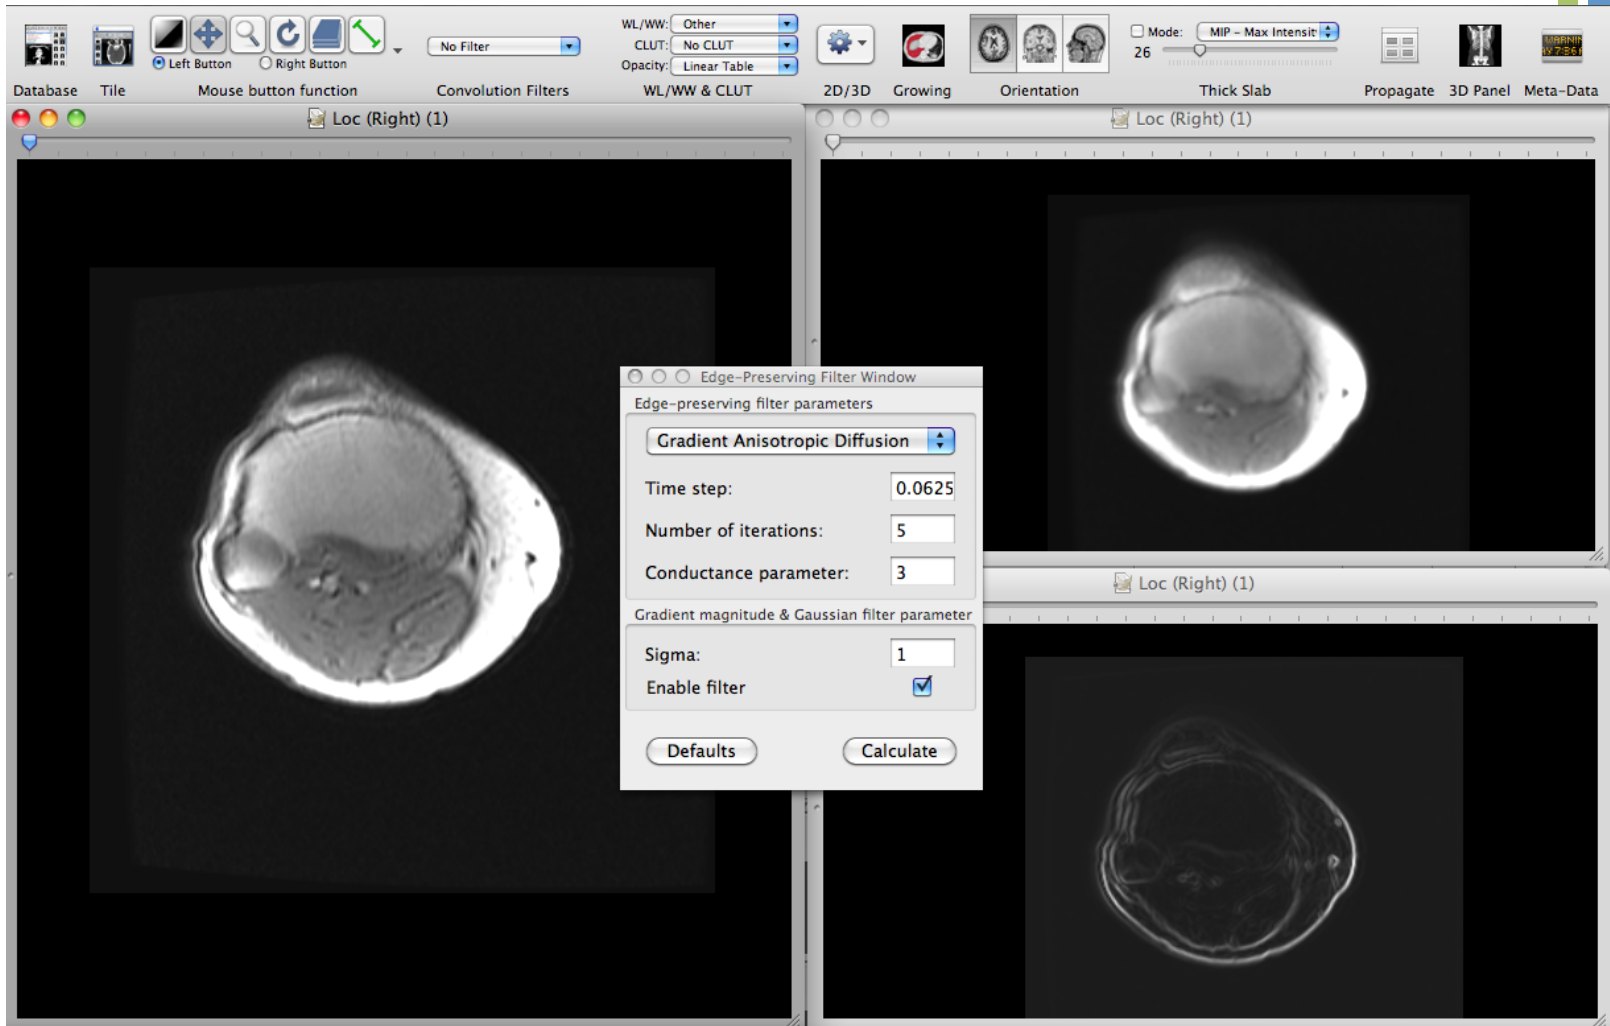 WL/WW: Other
CLUT: No CLUT
Opacity: Linear Table
No Filter
Left Button
Right Button
Mode: MIP - Max Intensit
26
Database
Tile
Mouse button function
Convolution Filters
WL/WW & CLUT
2D/3D
Growing
Orientation
Thick Slab
Propagate
3D Panel
Meta-Data
Loc (Right) (1)
Loc (Right) (1)
Edge-Preserving Filter Window
Edge-preserving filter parameters
Gradient Anisotropic Diffusion
Time step: 0.0625
Number of iterations: 5
Conductance parameter: 3
Gradient magnitude & Gaussian filter parameter
Sigma: 1
Enable filter
Defaults
Calculate
Loc (Right) (1)